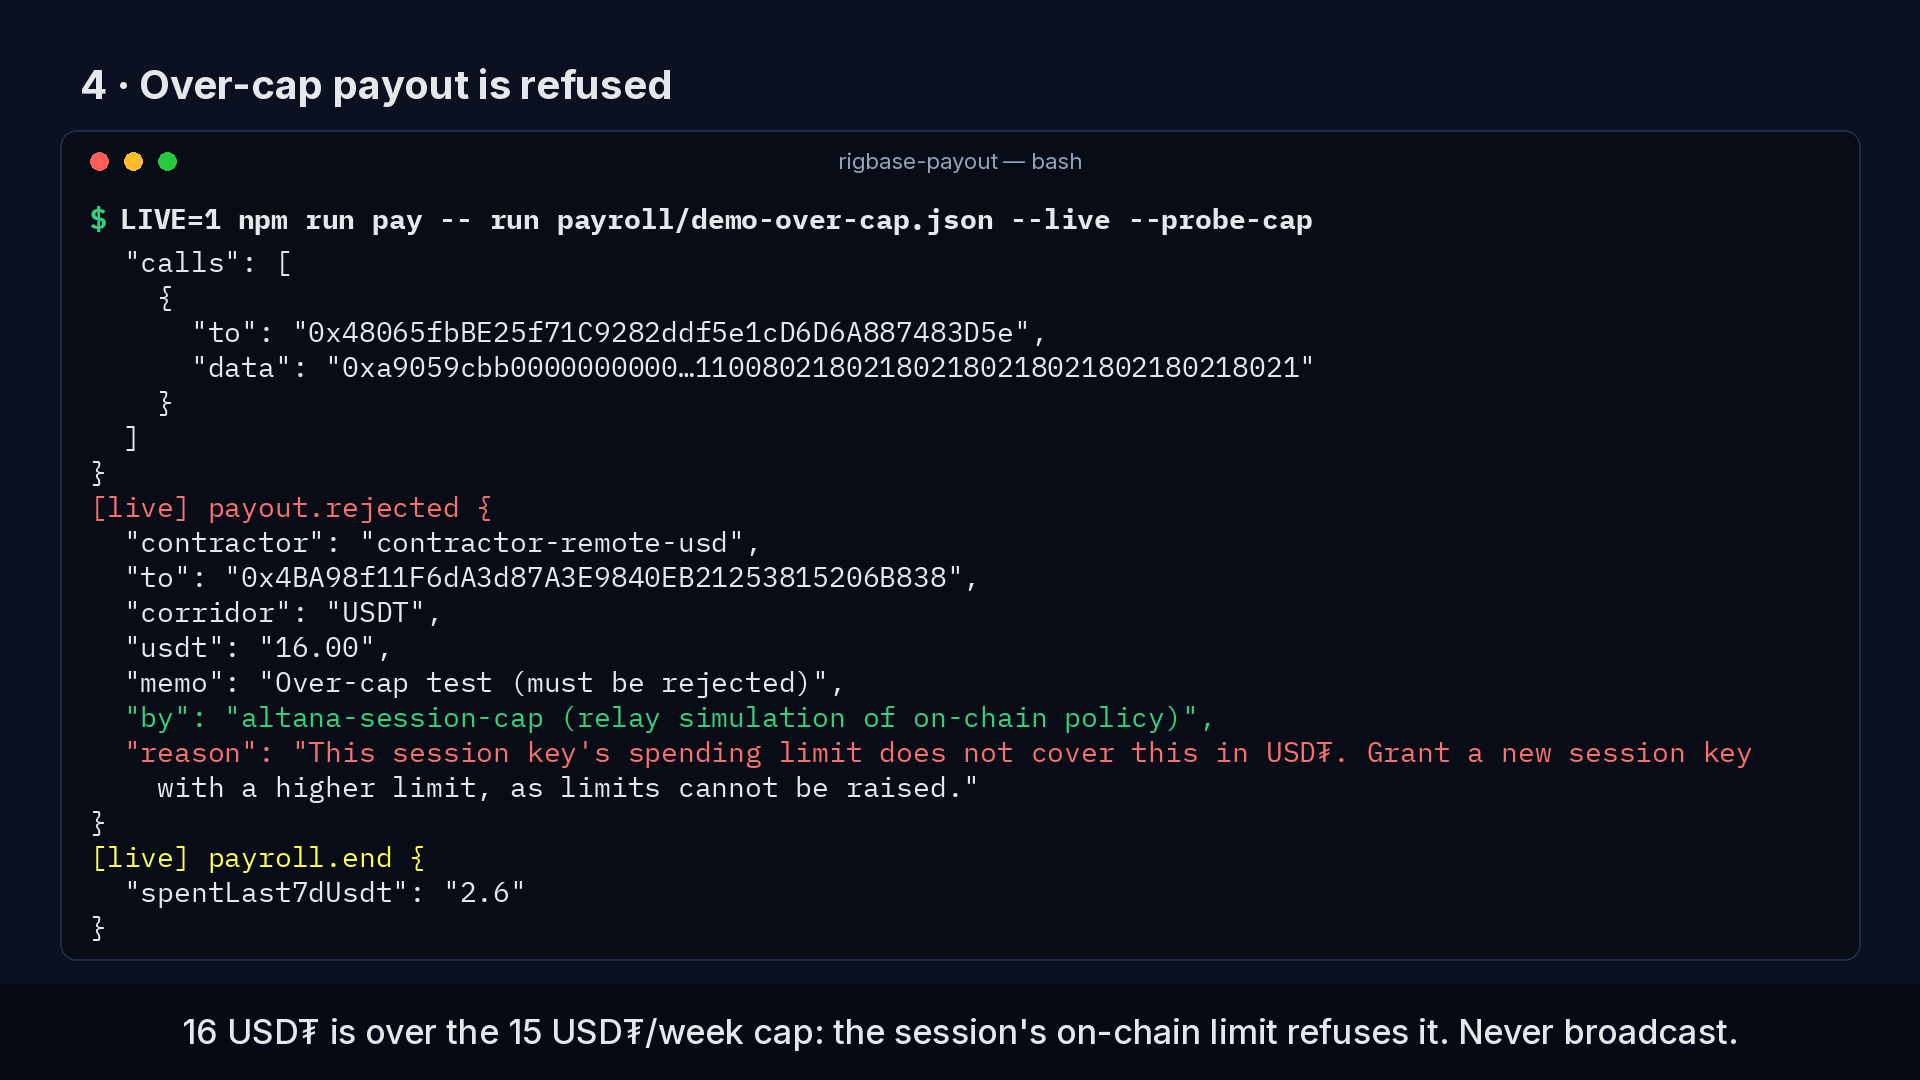 4 · Over-cap payout is refused
rigbase-payout — bash
$ LIVE=1 npm run pay -- run payroll/demo-over-cap.json --live --probe-cap
"calls": [
{
"to": "0x48065fbBE25f71C9282ddf5e1cD6D6A887483D5e",
"data": "0xa9059cbb0000000000…110080218021802180218021802180218021"
}
]
}
[live] payout.rejected {
"contractor": "contractor-remote-usd",
"to": "0x4BA98f11F6dA3d87A3E9840EB21253815206B838",
"corridor": "USDT",
"usdt": "16.00",
"memo": "Over-cap test (must be rejected)",
"by": "altana-session-cap (relay simulation of on-chain policy)",
"reason": "This session key's spending limit does not cover this in USD₮. Grant a new session key
with a higher limit, as limits cannot be raised."
}
[live] payroll.end {
"spentLast7dUsdt": "2.6"
}
16 USD₮ is over the 15 USD₮/week cap: the session's on-chain limit refuses it. Never broadcast.